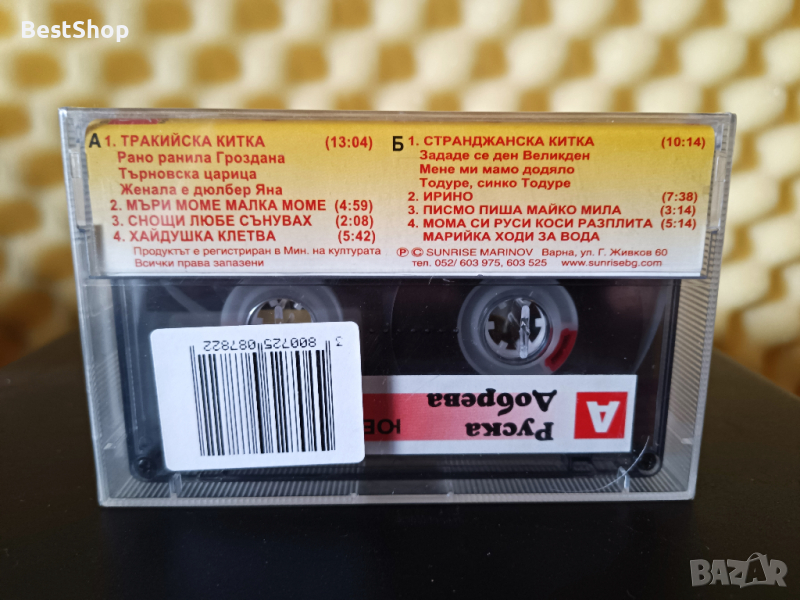 BestShop
А
1. ТРАКИЙСКА КИТКА (13:04)
Рано ранила Гроздана
Търновска царица
Женала е дюлбер Яна
2. МЪРИ МОМЕ МАЛКА МОМЕ (4:59)
3. СНОЩИ ЛЮБЕ СЪНУВАХ (2:08)
4. ХАЙДУШКА КЛЕТВА (5:42)
Продуктът е регистриран в Мин. на културата
Всички права запазени
Б
1. СТРАНДЖАНСКА КИТКА (10:14)
Зададе се ден Великден
Мене ми мамо додяло
Тодуре, синко Тодуре
2. ИРИНО (7:38)
3. ПИСМО ПИША МАЙКО МИЛА (3:14)
4. МОМА СИ РУСИ КОСИ РАЗПЛИТА (5:14)
МАРИЙКА ХОДИ ЗА ВОДА
℗ © SUNRISE MARINOV Варна, ул. Г. Живков 60
тел. 052/ 603 975, 603 525 www.sunrisebg.com
3 800725 087822
А
Руска
Добрева
BAZAR